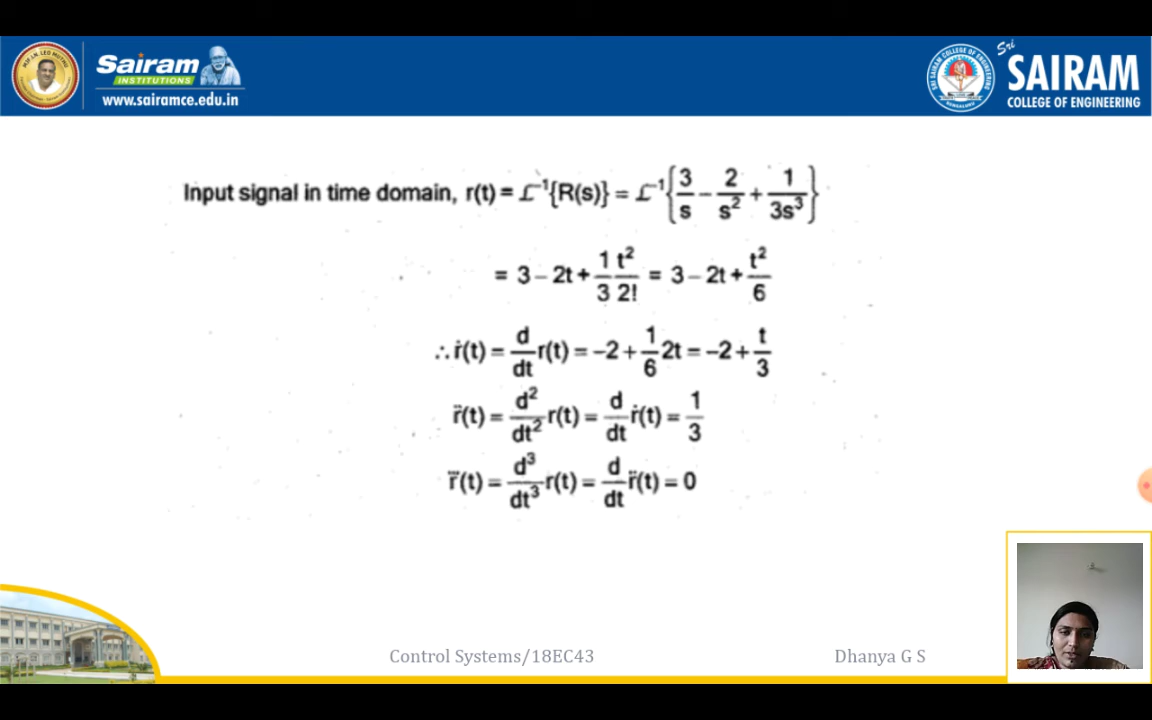 Sairam
INSTITUTIONS
www.sairamce.edu.in
Sri
SAIRAM
COLLEGE OF ENGINEERING
Input signal in time domain, r(t) = £⁻¹{R(s)} = £⁻¹{3/s − 2/s² + 1/3s³}
= 3 − 2t + 1/3 t²/2! = 3 − 2t + t²/6
∴ ṙ(t) = d/dt r(t) = −2 + 1/6 2t = −2 + t/3
r̈(t) = d²/dt² r(t) = d/dt ṙ(t) = 1/3
r⃛(t) = d³/dt³ r(t) = d/dt r̈(t) = 0
Control Systems/18EC43
Dhanya G S